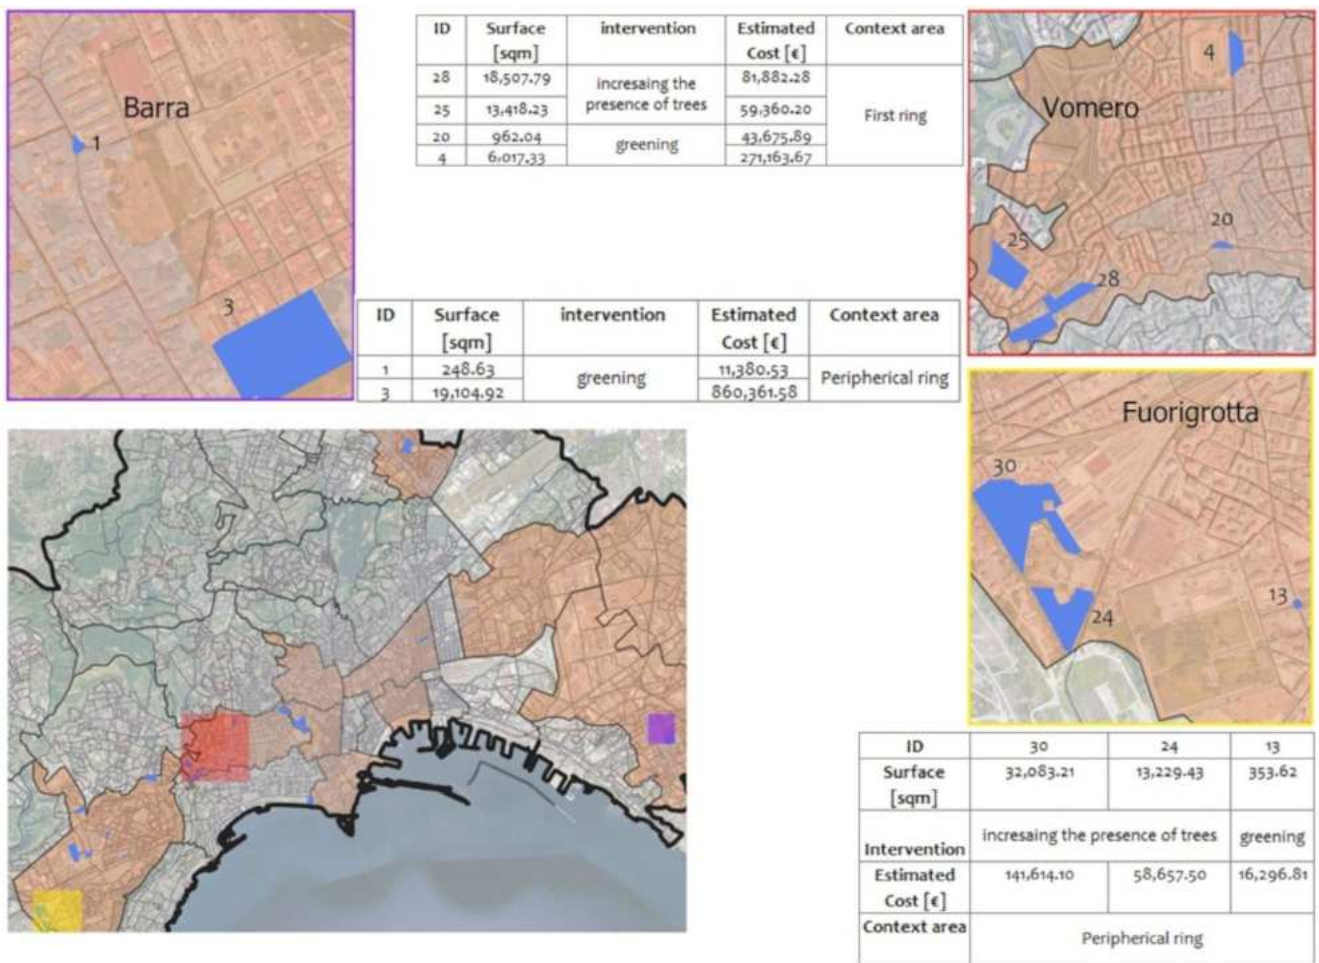 Barra
1
3
ID Surface intervention Estimated Context area
[sqm] Cost [€]
28 18,507.79 incresaing the presence of trees 81,882.28 First ring
25 13,418.23 59,360.20
20 962.04 greening 43,675.89
4 6,017.33 271,163.67
4
Vomero
20
25
28
ID Surface intervention Estimated Context area
[sqm] Cost [€]
1 248.63 greening 11,380.53 Peripherical ring
3 19,104.92 860,361.58
Fuorigrotta
30
13
24
ID 30 24 13
Surface 32,083.21 13,229.43 353.62
[sqm]
Intervention incresaing the presence of trees greening
Estimated 141,614.10 58,657.50 16,296.81
Cost [€]
Context area Peripherical ring